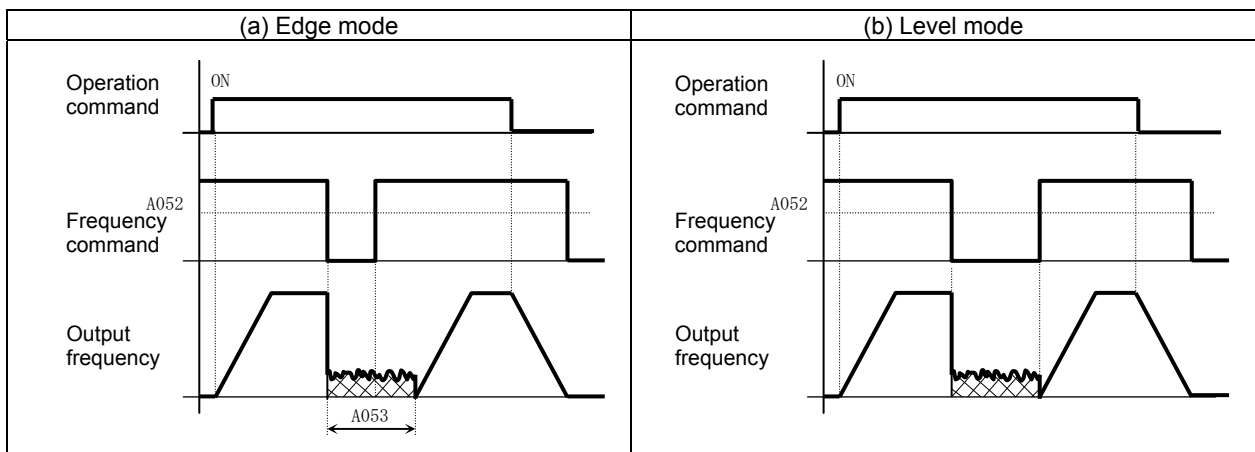 (a) Edge mode
(b) Level mode
Operation
command
ON
A052
Frequency
command
Output
frequency
A053
Operation
command
ON
A052
Frequency
command
Output
frequency